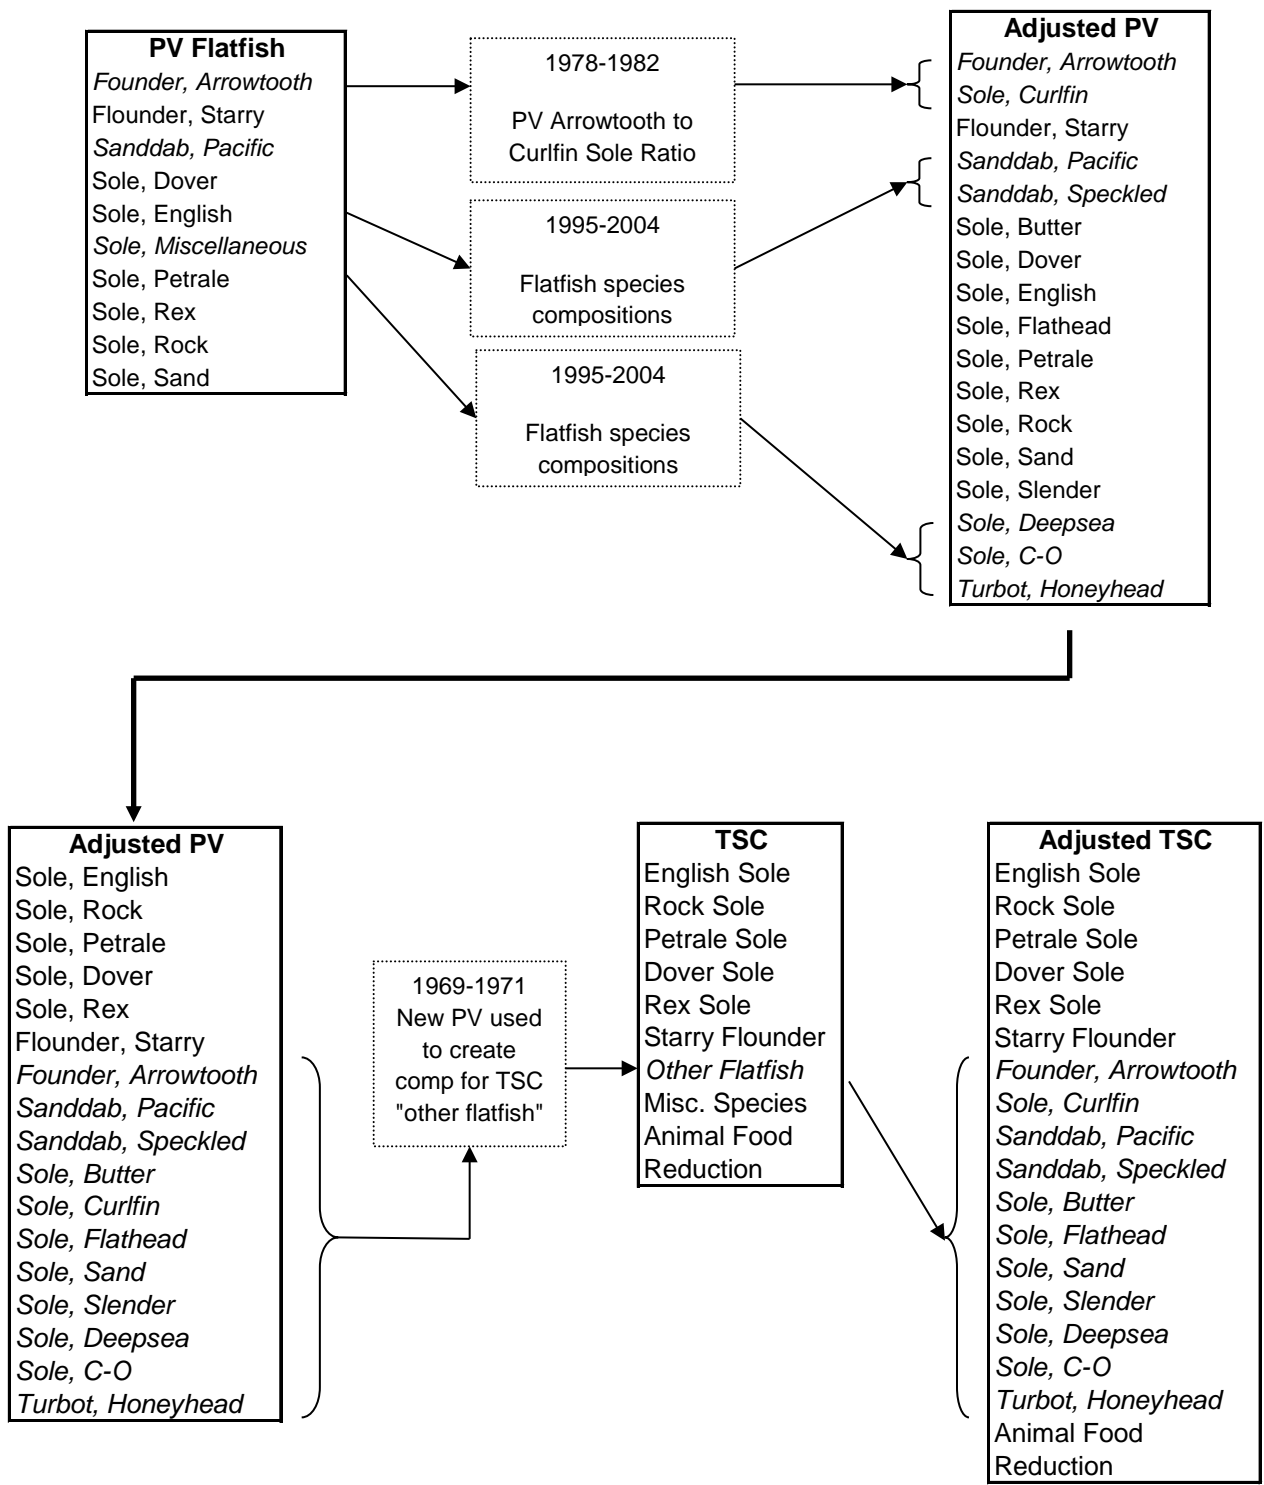 PV Flatfish
Founder, Arrowtooth
Flounder, Starry
Sanddab, Pacific
Sole, Dover
Sole, English
Sole, Miscellaneous
Sole, Petrale
Sole, Rex
Sole, Rock
Sole, Sand
1978-1982
PV Arrowtooth to
Curlfin Sole Ratio
1995-2004
Flatfish species
compositions
1995-2004
Flatfish species
compositions
Adjusted PV
Founder, Arrowtooth
Sole, Curlfin
Flounder, Starry
Sanddab, Pacific
Sanddab, Speckled
Sole, Butter
Sole, Dover
Sole, English
Sole, Flathead
Sole, Petrale
Sole, Rex
Sole, Rock
Sole, Sand
Sole, Slender
Sole, Deepsea
Sole, C-O
Turbot, Honeyhead
Adjusted PV
Sole, English
Sole, Rock
Sole, Petrale
Sole, Dover
Sole, Rex
Flounder, Starry
Founder, Arrowtooth
Sanddab, Pacific
Sanddab, Speckled
Sole, Butter
Sole, Curlfin
Sole, Flathead
Sole, Sand
Sole, Slender
Sole, Deepsea
Sole, C-O
Turbot, Honeyhead
1969-1971
New PV used
to create
comp for TSC
"other flatfish"
TSC
English Sole
Rock Sole
Petrale Sole
Dover Sole
Rex Sole
Starry Flounder
Other Flatfish
Misc. Species
Animal Food
Reduction
Adjusted TSC
English Sole
Rock Sole
Petrale Sole
Dover Sole
Rex Sole
Starry Flounder
Founder, Arrowtooth
Sole, Curlfin
Sanddab, Pacific
Sanddab, Speckled
Sole, Butter
Sole, Flathead
Sole, Sand
Sole, Slender
Sole, Deepsea
Sole, C-O
Turbot, Honeyhead
Animal Food
Reduction